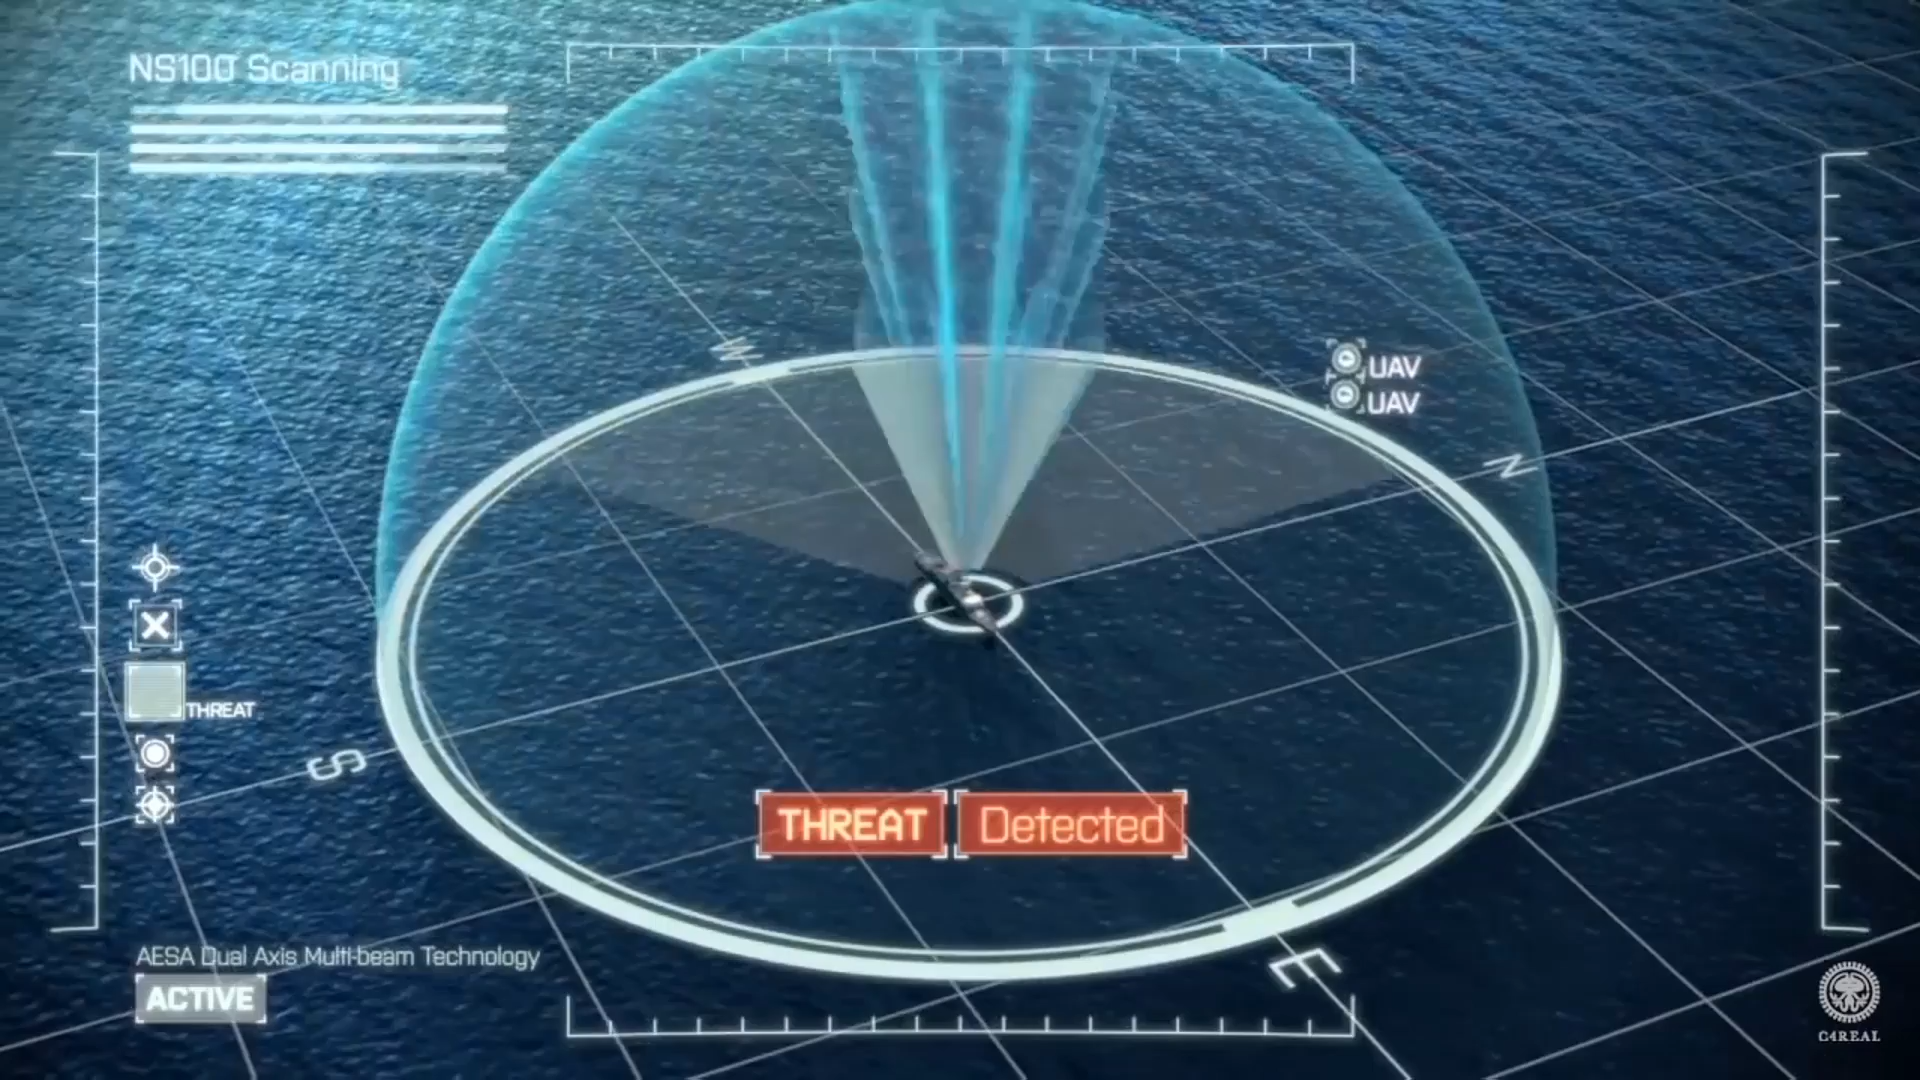 NS100 Scanning
W
UAV
UAV
N
THREAT
S
THREAT Detected
AESA Dual Axis Multi-beam Technology
ACTIVE
E
C4REAL